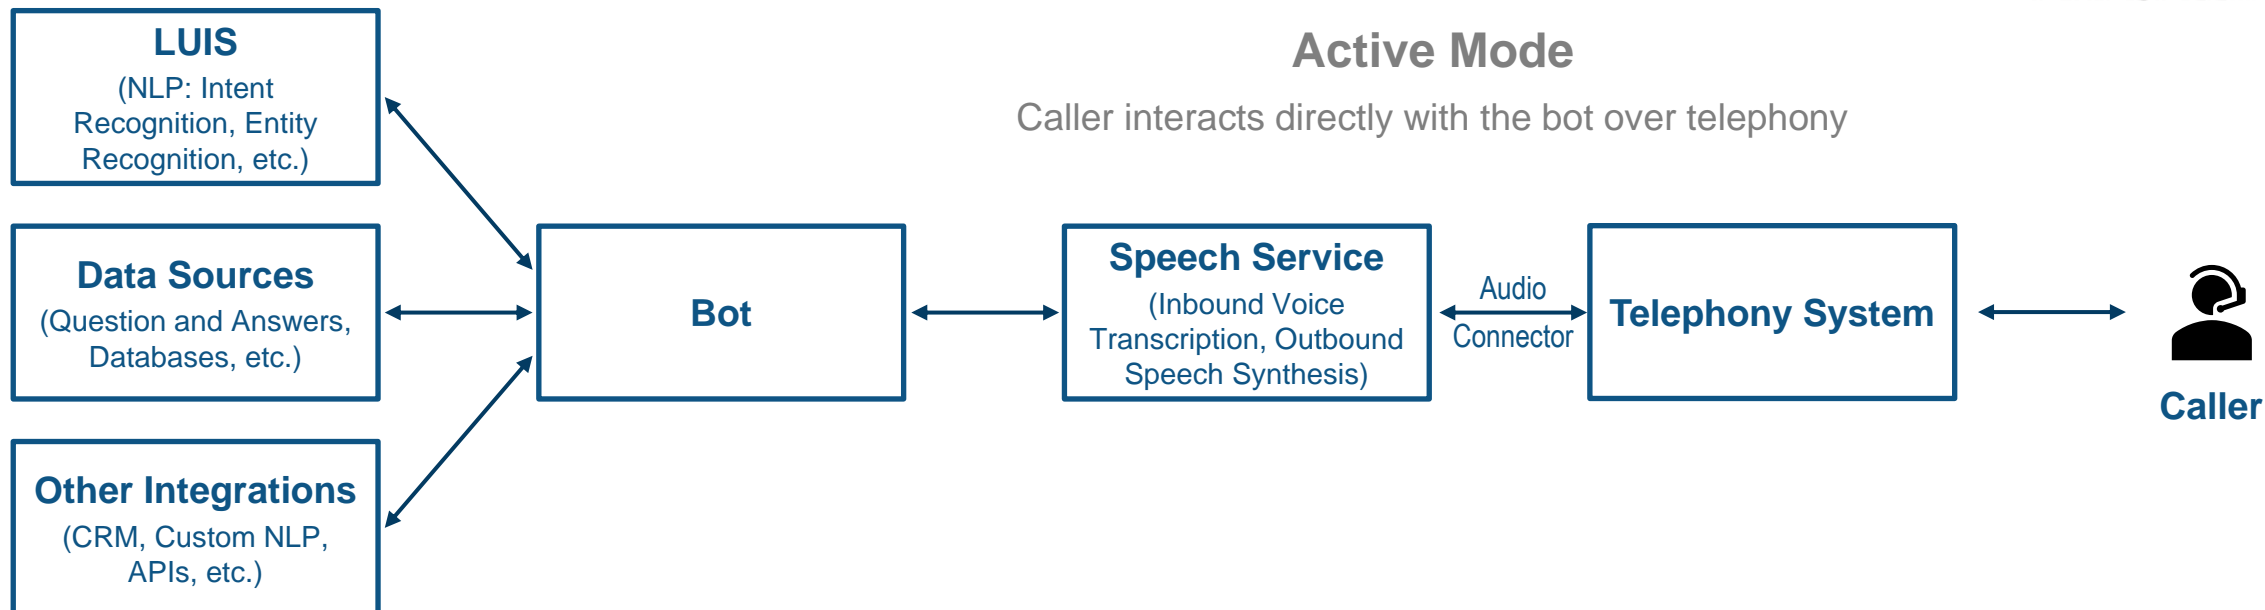 LUIS
(NLP: Intent
Recognition, Entity
Recognition, etc.)
Active Mode
Caller interacts directly with the bot over telephony
Data Sources
(Question and Answers,
Databases, etc.)
Bot
Speech Service
(Inbound Voice
Transcription, Outbound
Speech Synthesis)
Audio
Connector
Telephony System
Caller
Other Integrations
(CRM, Custom NLP,
APIs, etc.)